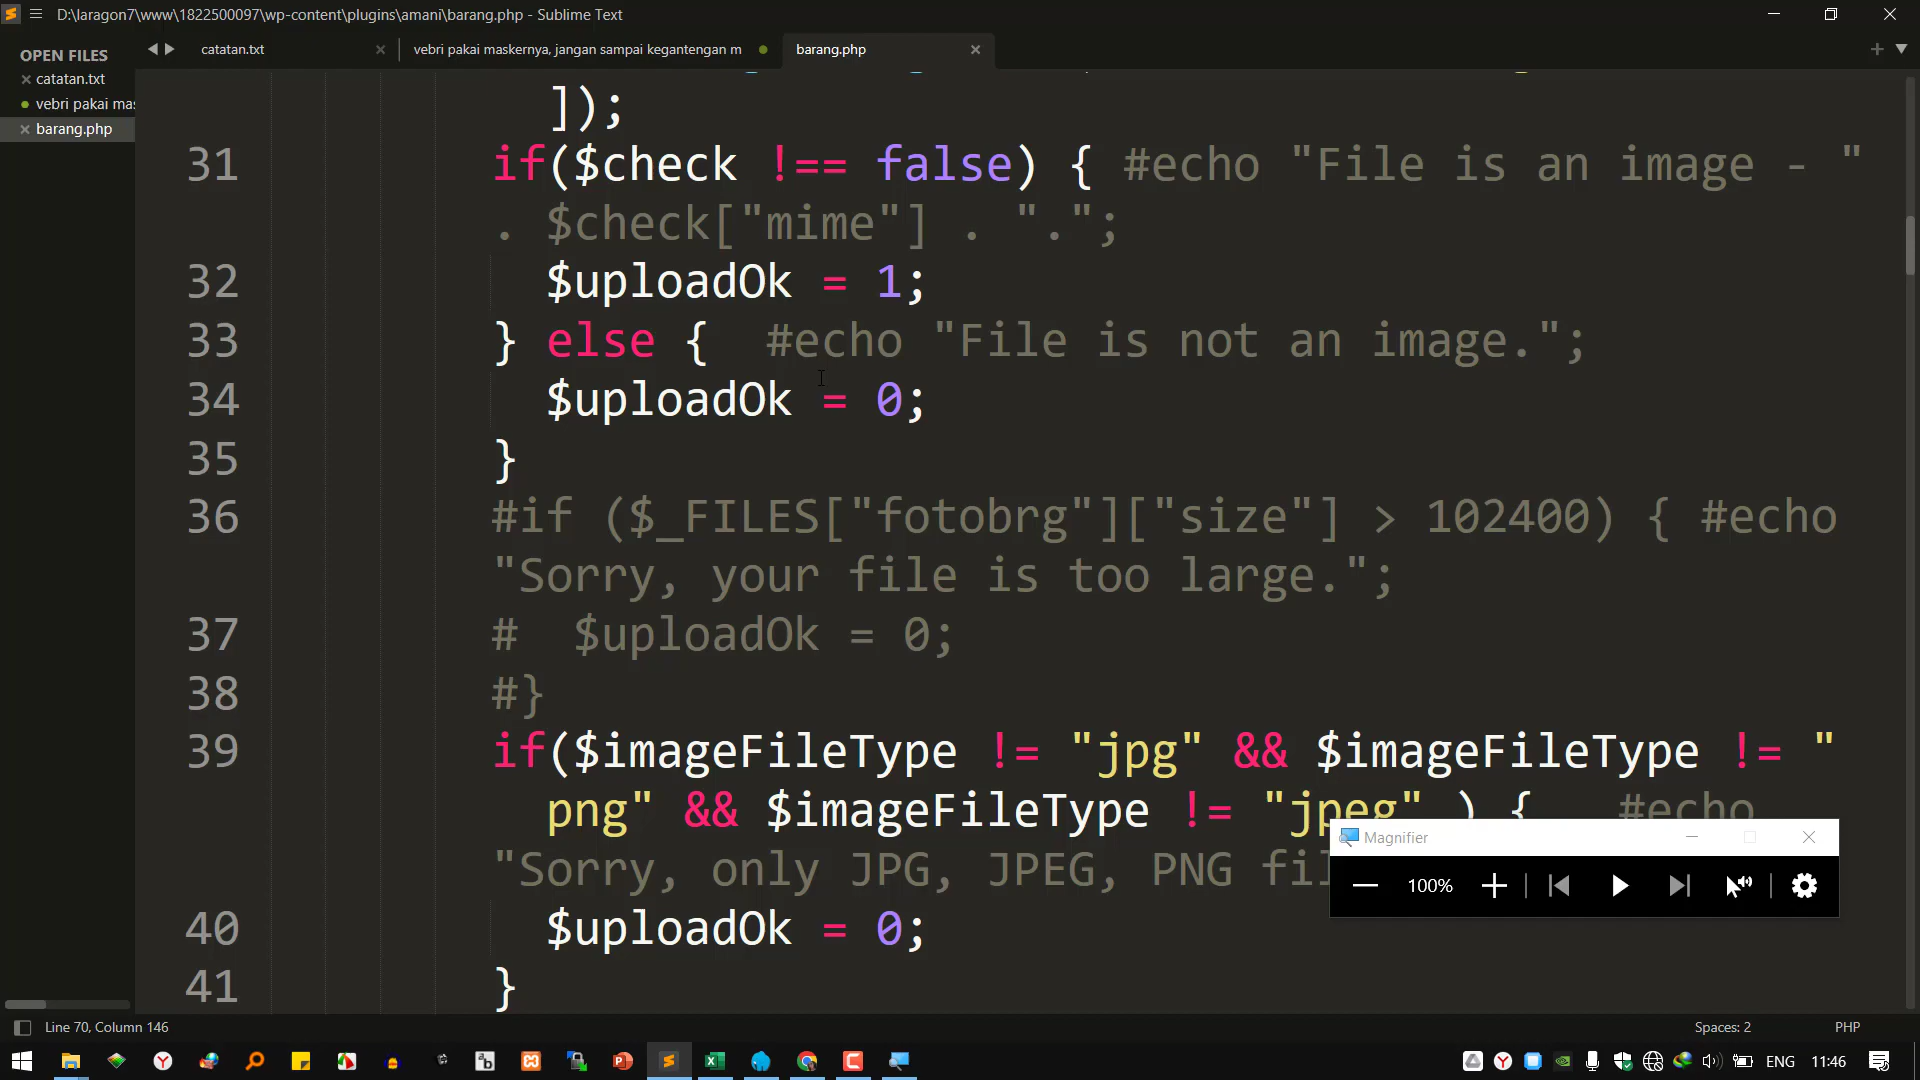 D:\laragon7\www\1822500097\wp-content\plugins\amani\barang.php - Sublime Text
OPEN FILES
catatan.txt
vebri pakai mas
barang.php
catatan.txt
vebri pakai maskernya, jangan sampai kegantengan m
barang.php
]);
31 if($check !== false) { #echo "File is an image - "
. $check["mime"] . ".";
32 $uploadOk = 1;
33 } else {  #echo "File is not an image.";
34 $uploadOk = 0;
35 }
36 #if ($_FILES["fotobrg"]["size"] > 102400) { #echo
"Sorry, your file is too large.";
37 #  $uploadOk = 0;
38 #}
39 if($imageFileType != "jpg" && $imageFileType != "
png" && $imageFileType != "jpeg" ) {   #echo
"Sorry, only JPG, JPEG, PNG fil
40 $uploadOk = 0;
41 }
Magnifier
100%
Line 70, Column 146
Spaces: 2
PHP
ENG
11:46